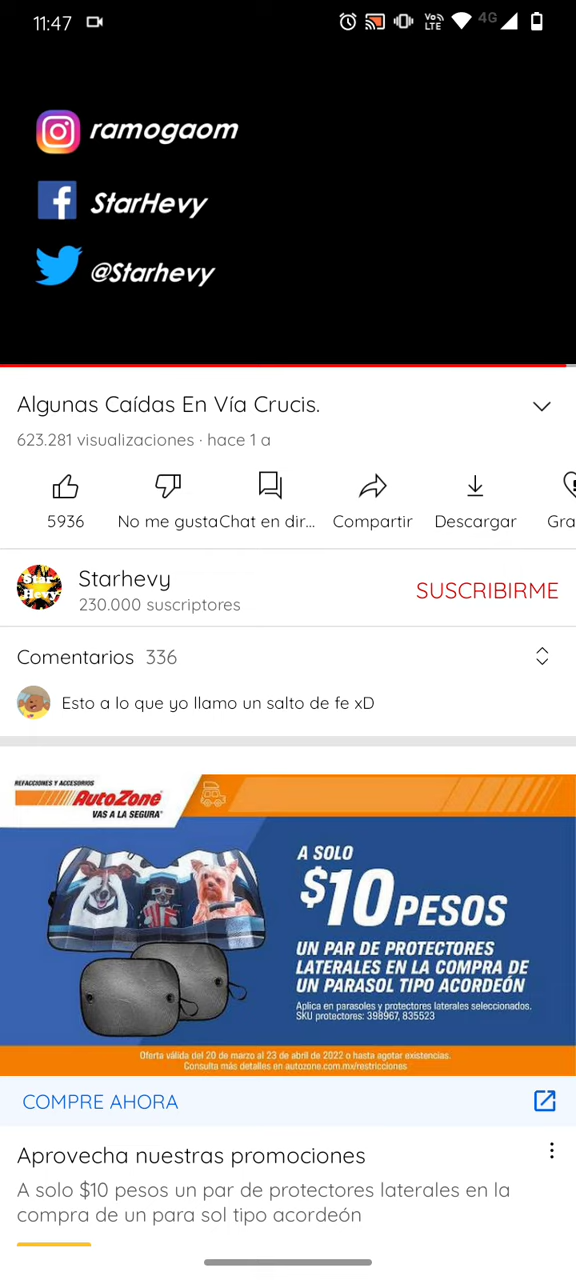 11:47
Vo
LTE
4G
ramogaom
StarHevy
@Starhevy
Algunas Caídas En Vía Crucis.
623.281 visualizaciones · hace 1 a
5936
No me gusta
Chat en dir...
Compartir
Descargar
Gra
Star
Hevy
Starhevy
230.000 suscriptores
SUSCRIBIRME
Comentarios 336
Esto a lo que yo llamo un salto de fe xD
REFACCIONES Y ACCESORIOS
AutoZone
VAS A LA SEGURA
A SOLO
$10 PESOS
UN PAR DE PROTECTORES
LATERALES EN LA COMPRA DE
UN PARASOL TIPO ACORDEÓN
Aplica en parasoles y protectores laterales seleccionados.
SKU protectores: 398967, 835523
Oferta válida del 20 de marzo al 23 de abril de 2022 o hasta agotar existencias.
Consulta más detalles en autozone.com.mx/restricciones
COMPRE AHORA
Aprovecha nuestras promociones
A solo $10 pesos un par de protectores laterales en la
compra de un para sol tipo acordeón